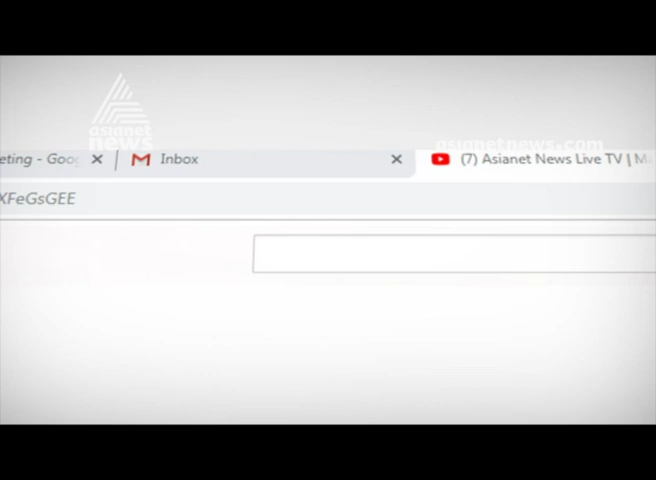 asianet
news
asianetnews.com
eting - Goog
Inbox
(7) Asianet News Live TV | M
XFeGsGEE